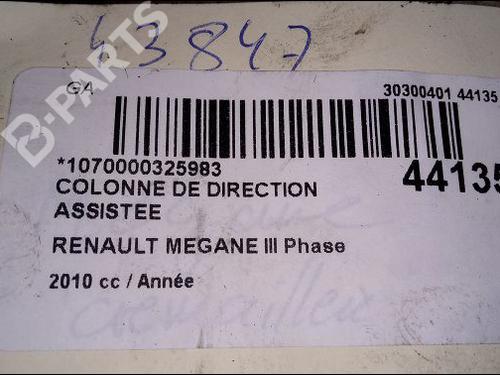 43847
B-PARTS
GA
30300401 44135
*1070000325983
44135
COLONNE DE DIRECTION
ASSISTEE
RENAULT MEGANE III Phase
2010 cc / Année